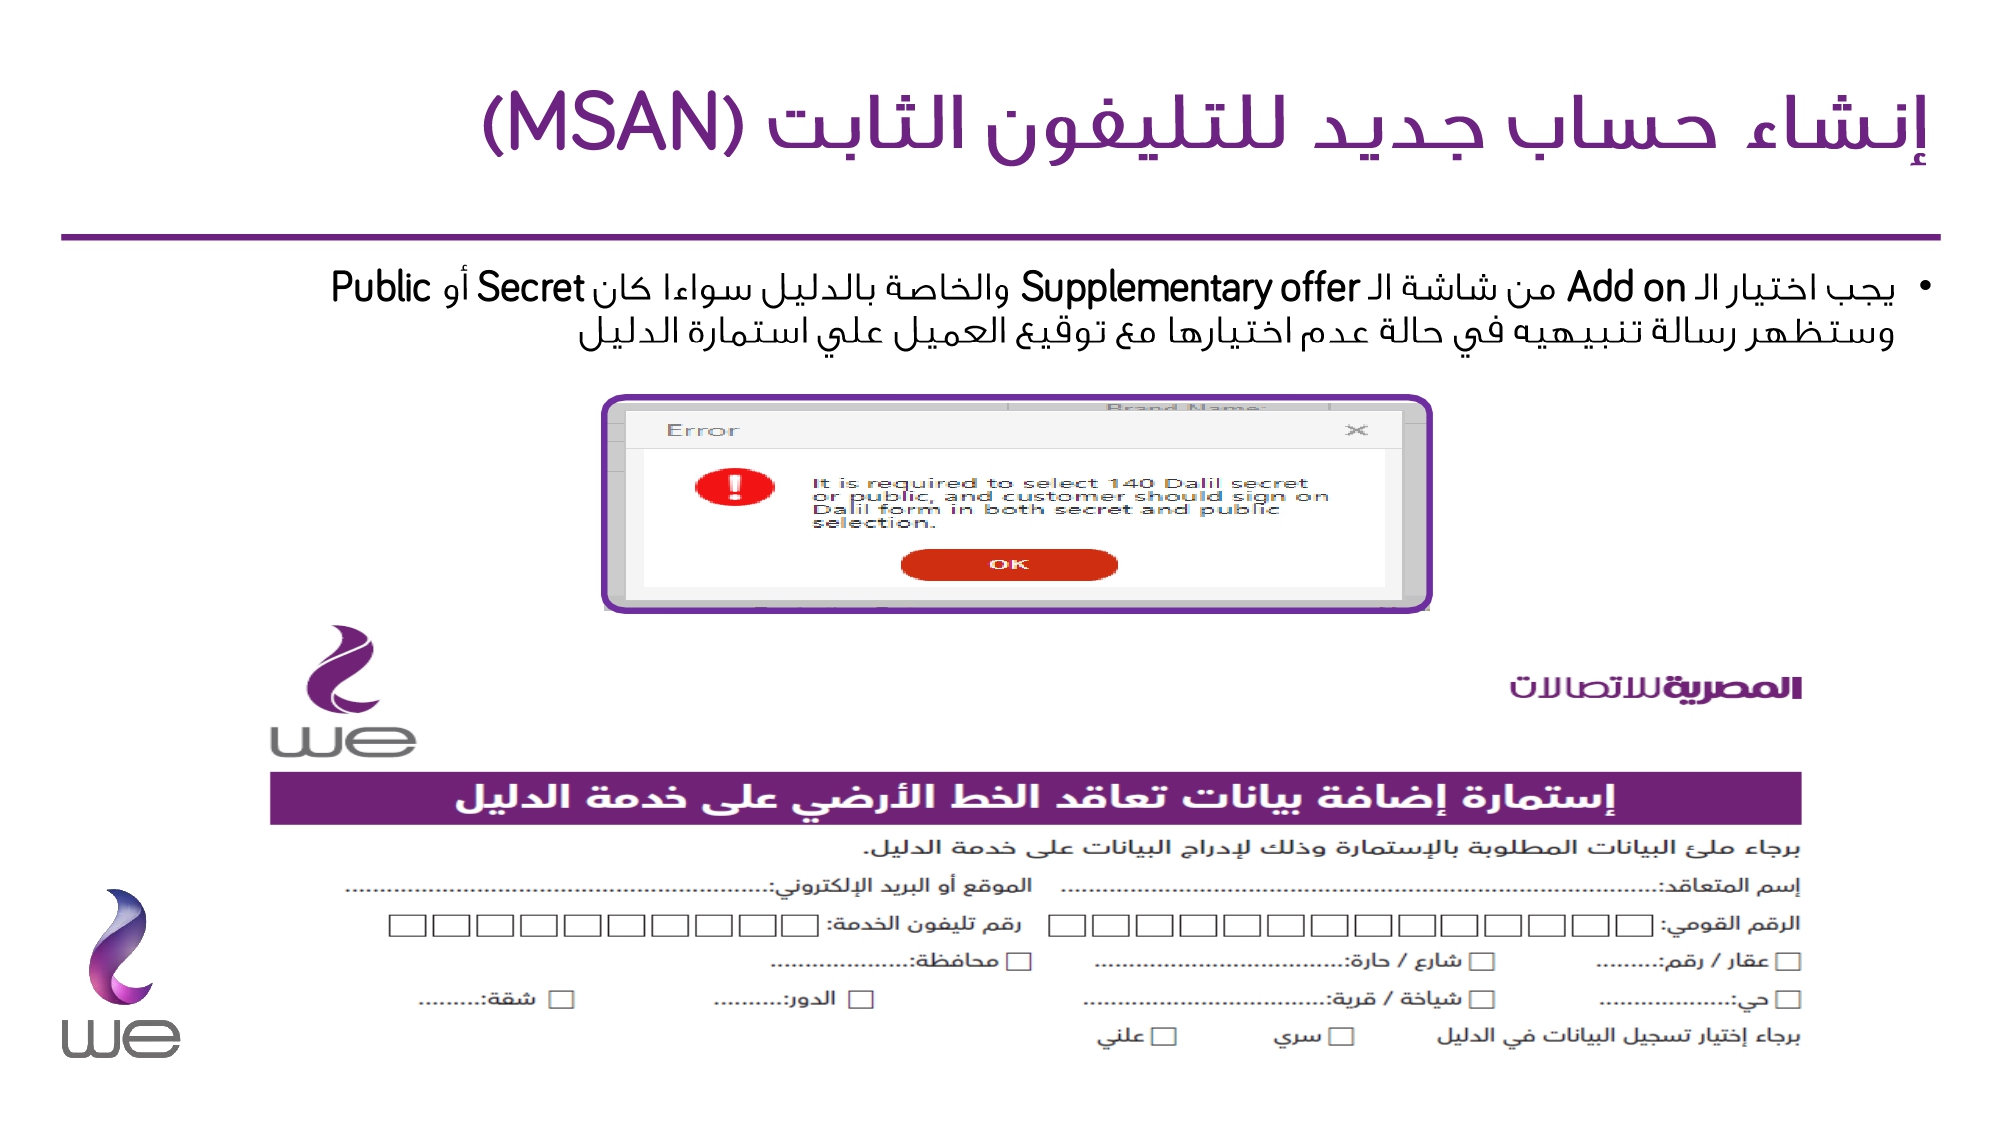 إنشاء حساب جديد للتليفون الثابت (MSAN)
• يجب اختيار الـ Add on من شاشة الـ Supplementary offer والخاصة بالدليل سواءا كان Secret أو Public
وستظهر رسالة تنبيهيه في حالة عدم اختيارها مع توقيع العميل علي استمارة الدليل
Brand Name:
Error
It is required to select 140 Dalil secret
or public, and customer should sign on
Dalil form in both secret and public
selection.
OK
we
المصرية للاتصالات
إستمارة إضافة بيانات تعاقد الخط الأرضي على خدمة الدليل
برجاء ملئ البيانات المطلوبة بالإستمارة وذلك لإدراج البيانات على خدمة الدليل.
إسم المتعاقد:........ الموقع أو البريد الإلكتروني:........
الرقم القومي: رقم تليفون الخدمة:
عقار / رقم:......... شارع / حارة:........ محافظة:........
حي:........ شياخة / قرية:........ الدور:.......... شقة:.........
برجاء إختيار تسجيل البيانات في الدليل سري علني
we